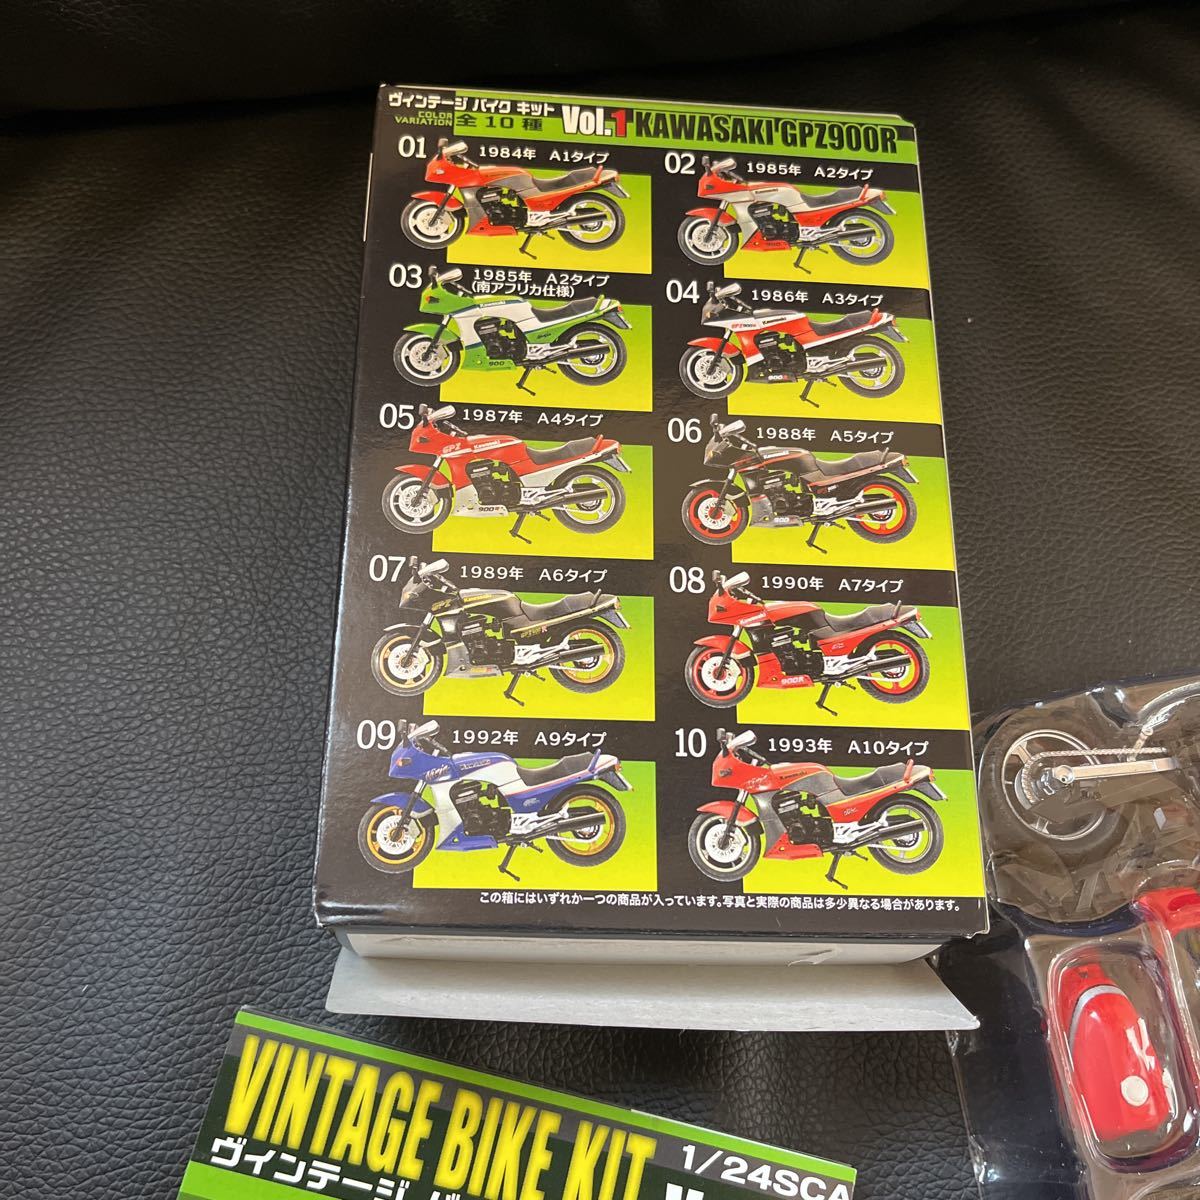 ヴィンテージ バイク キット
COLOR VARIATION 全10種 Vol.1 KAWASAKI GPZ900R
01 1984年 A1タイプ
02 1985年 A2タイプ
03 1985年 A2タイプ
(南アフリカ仕様)
04 1986年 A3タイプ
05 1987年 A4タイプ
06 1988年 A5タイプ
07 1989年 A6タイプ
08 1990年 A7タイプ
09 1992年 A9タイプ
10 1993年 A10タイプ
この箱にはいずれか一つの商品が入っています。写真と実際の商品は多少異なる場合があります。
VINTAGE BIKE KIT
1/24SCA
ヴィンテージ バ